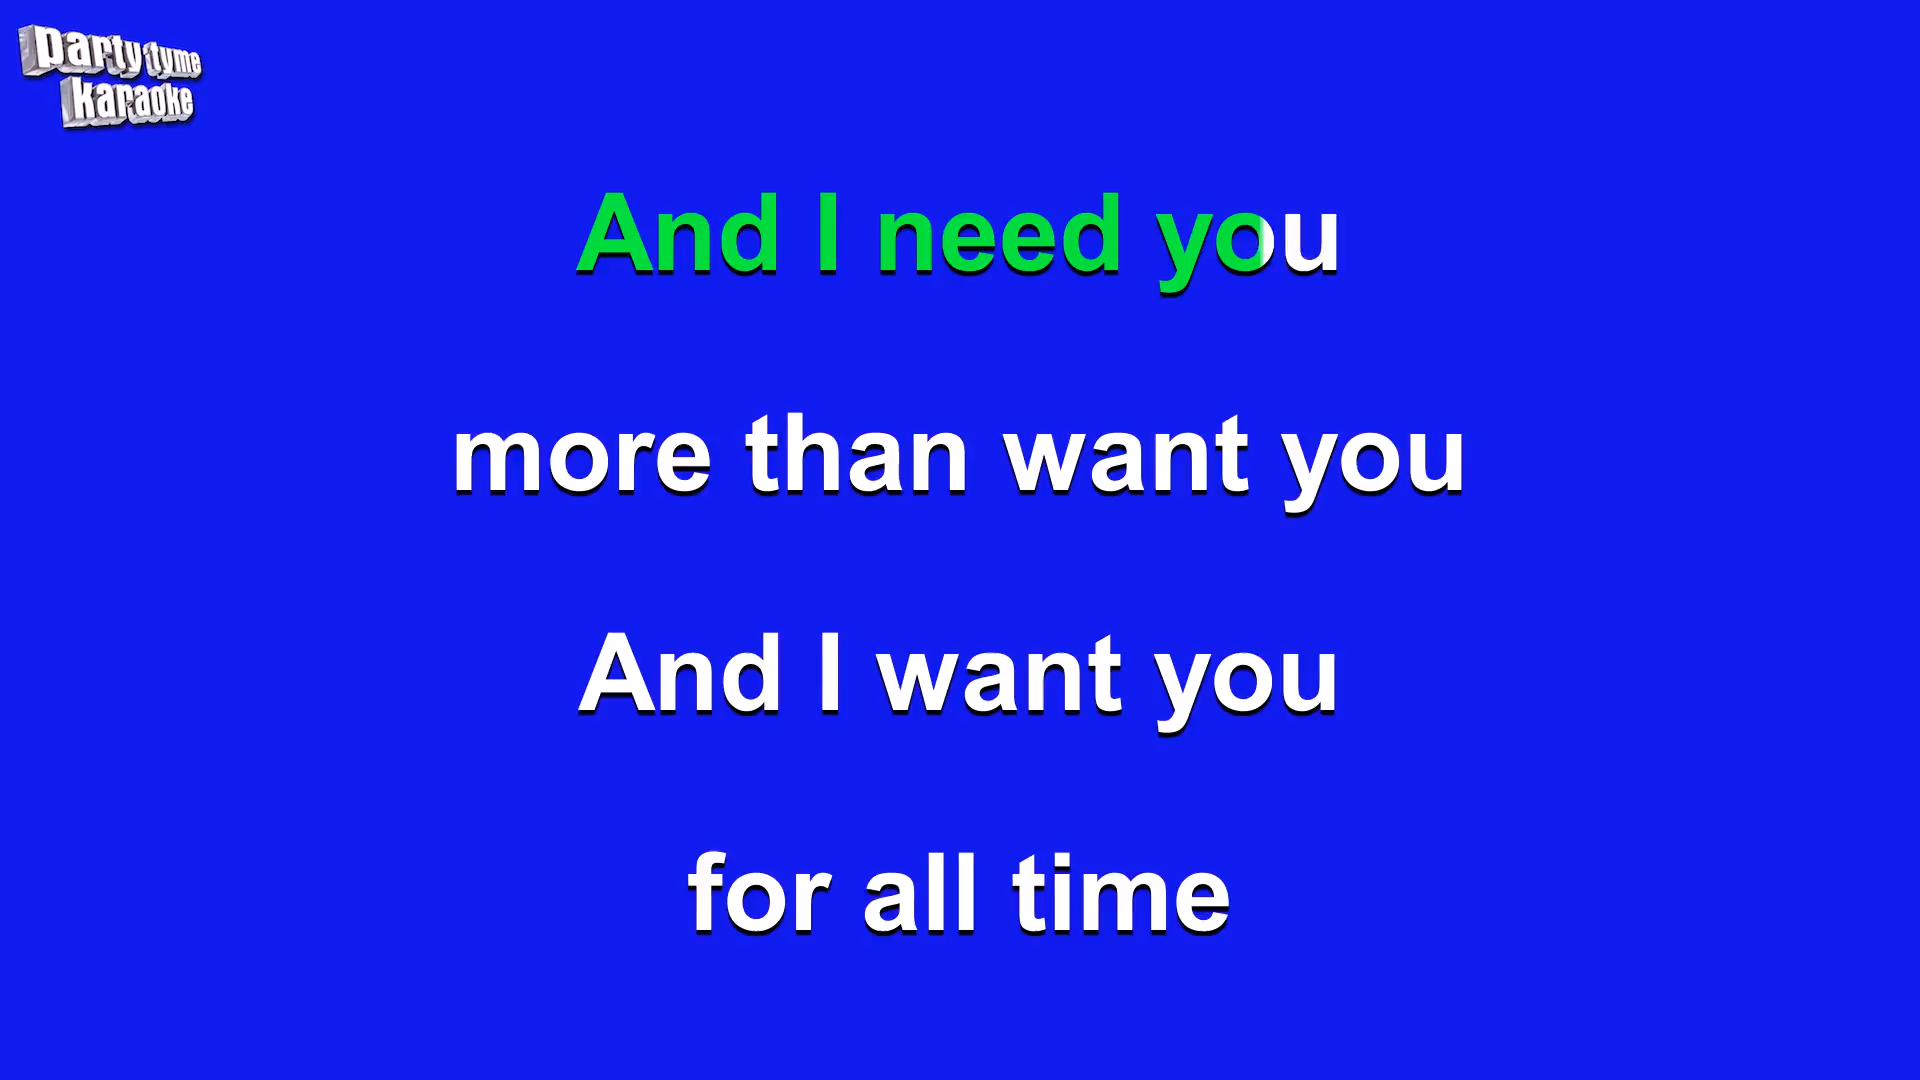 party tyme
karaoke
And I need you
more than want you
And I want you
for all time